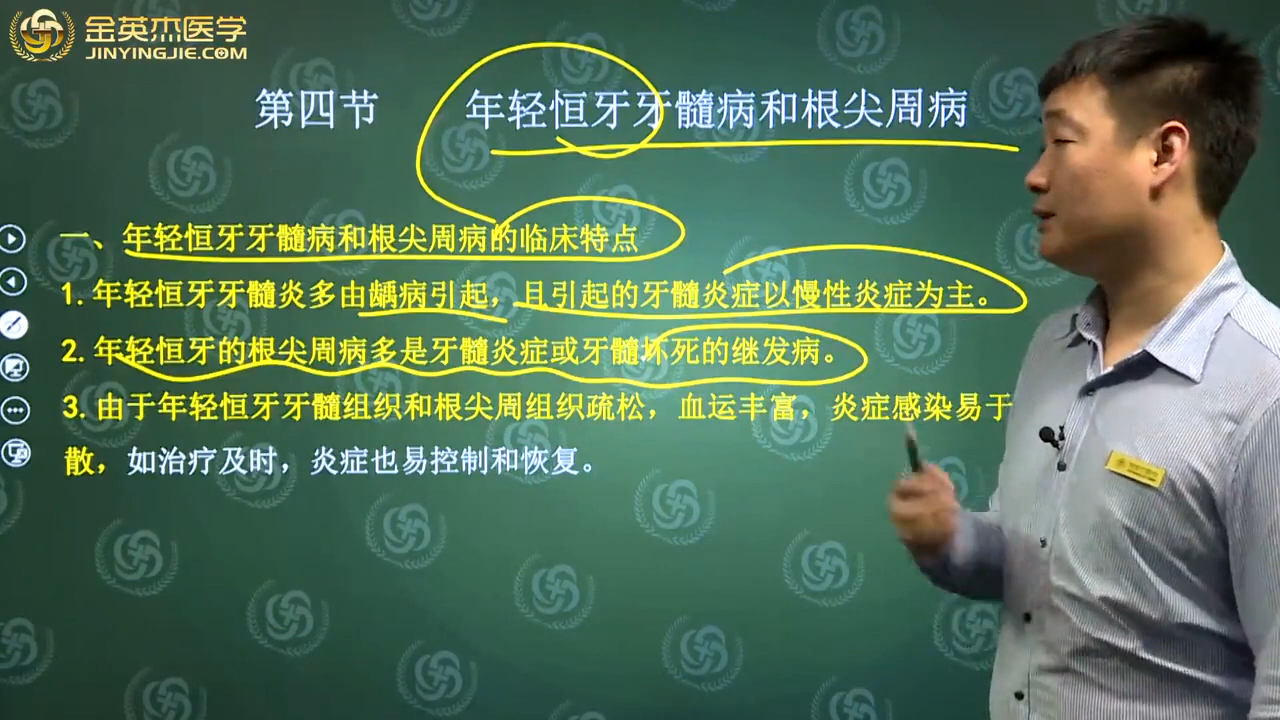 金英杰医学
JINYINGJIE.COM
第四节 年轻恒牙牙髓病和根尖周病
一、年轻恒牙牙髓病和根尖周病的临床特点
1. 年轻恒牙牙髓炎多由龋病引起，且引起的牙髓炎症以慢性炎症为主。
2. 年轻恒牙的根尖周病多是牙髓炎症或牙髓坏死的继发病。
3. 由于年轻恒牙牙髓组织和根尖周组织疏松，血运丰富，炎症感染易于
散，如治疗及时，炎症也易控制和恢复。